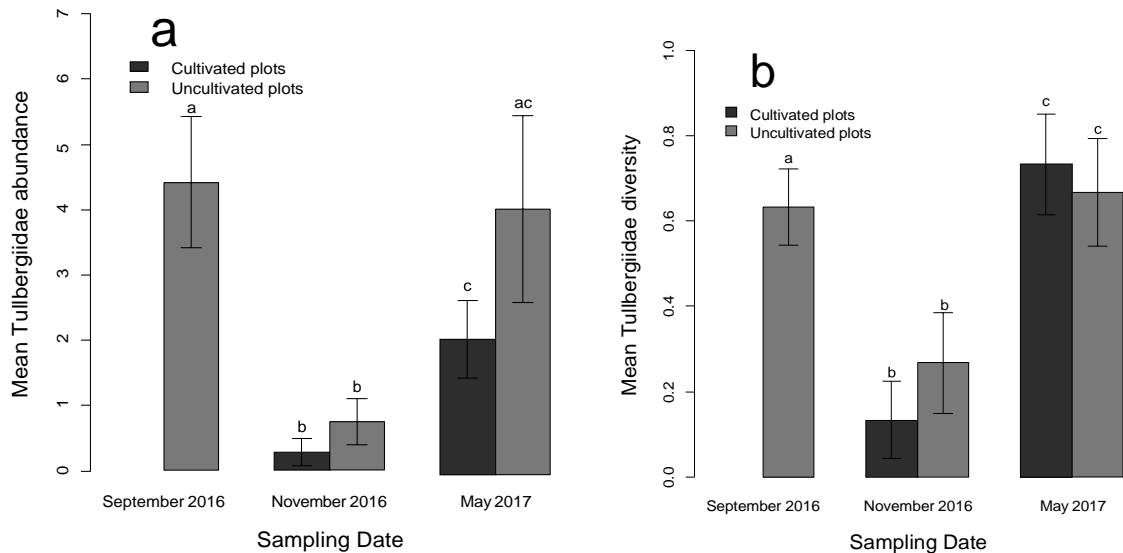 a
Cultivated plots
Uncultivated plots
Mean Tullbergiidae abundance
7
6
5
4
3
2
1
0
a
b
b
c
ac
September 2016
November 2016
May 2017
Sampling Date
b
Cultivated plots
Uncultivated plots
Mean Tullbergiidae diversity
1.0
0.8
0.6
0.4
0.2
0.0
a
b
b
c
c
September 2016
November 2016
May 2017
Sampling Date